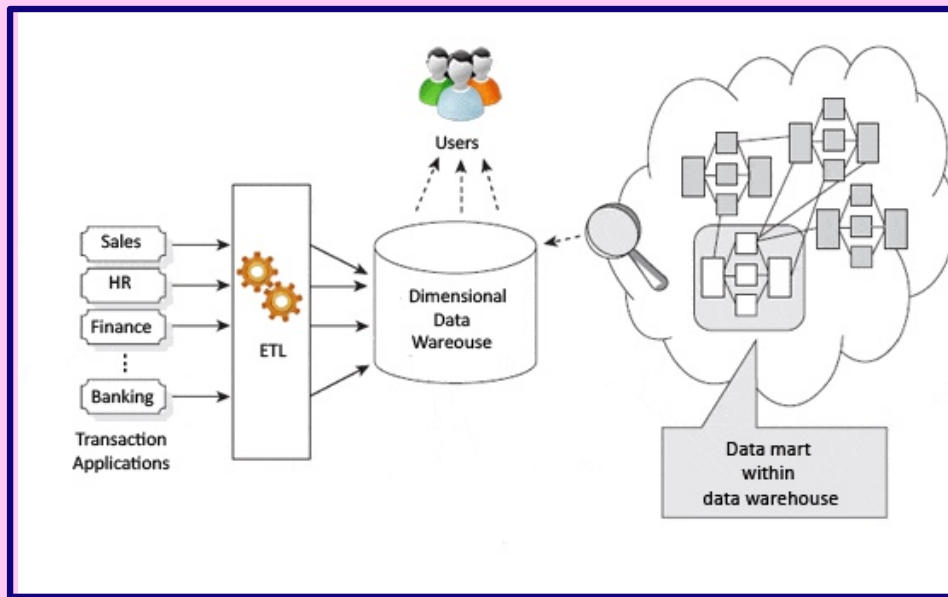 Users
Sales
HR
Finance
Banking
Transaction
Applications
ETL
Dimensional
Data
Wareouse
Data mart
within
data warehouse